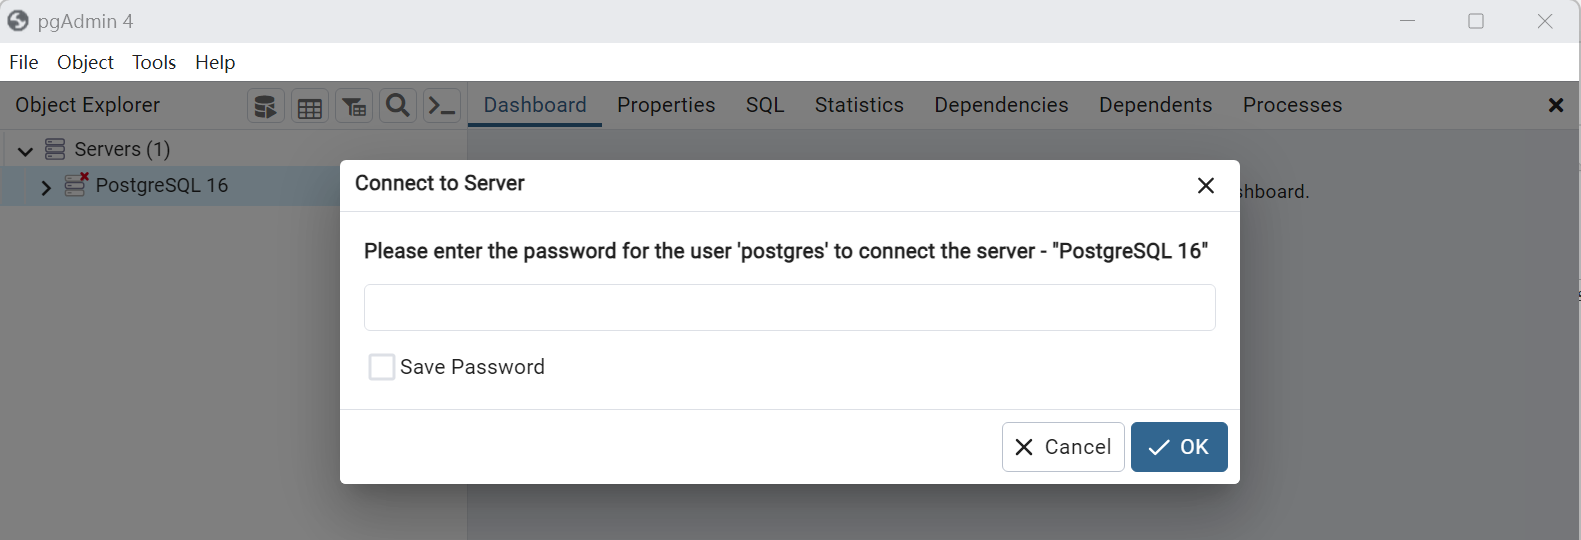 pgAdmin 4
File Object Tools Help
Object Explorer Dashboard Properties SQL Statistics Dependencies Dependents Processes
Servers (1)
PostgreSQL 16
Connect to Server
Please enter the password for the user 'postgres' to connect the server - "PostgreSQL 16"
Save Password
Cancel OK